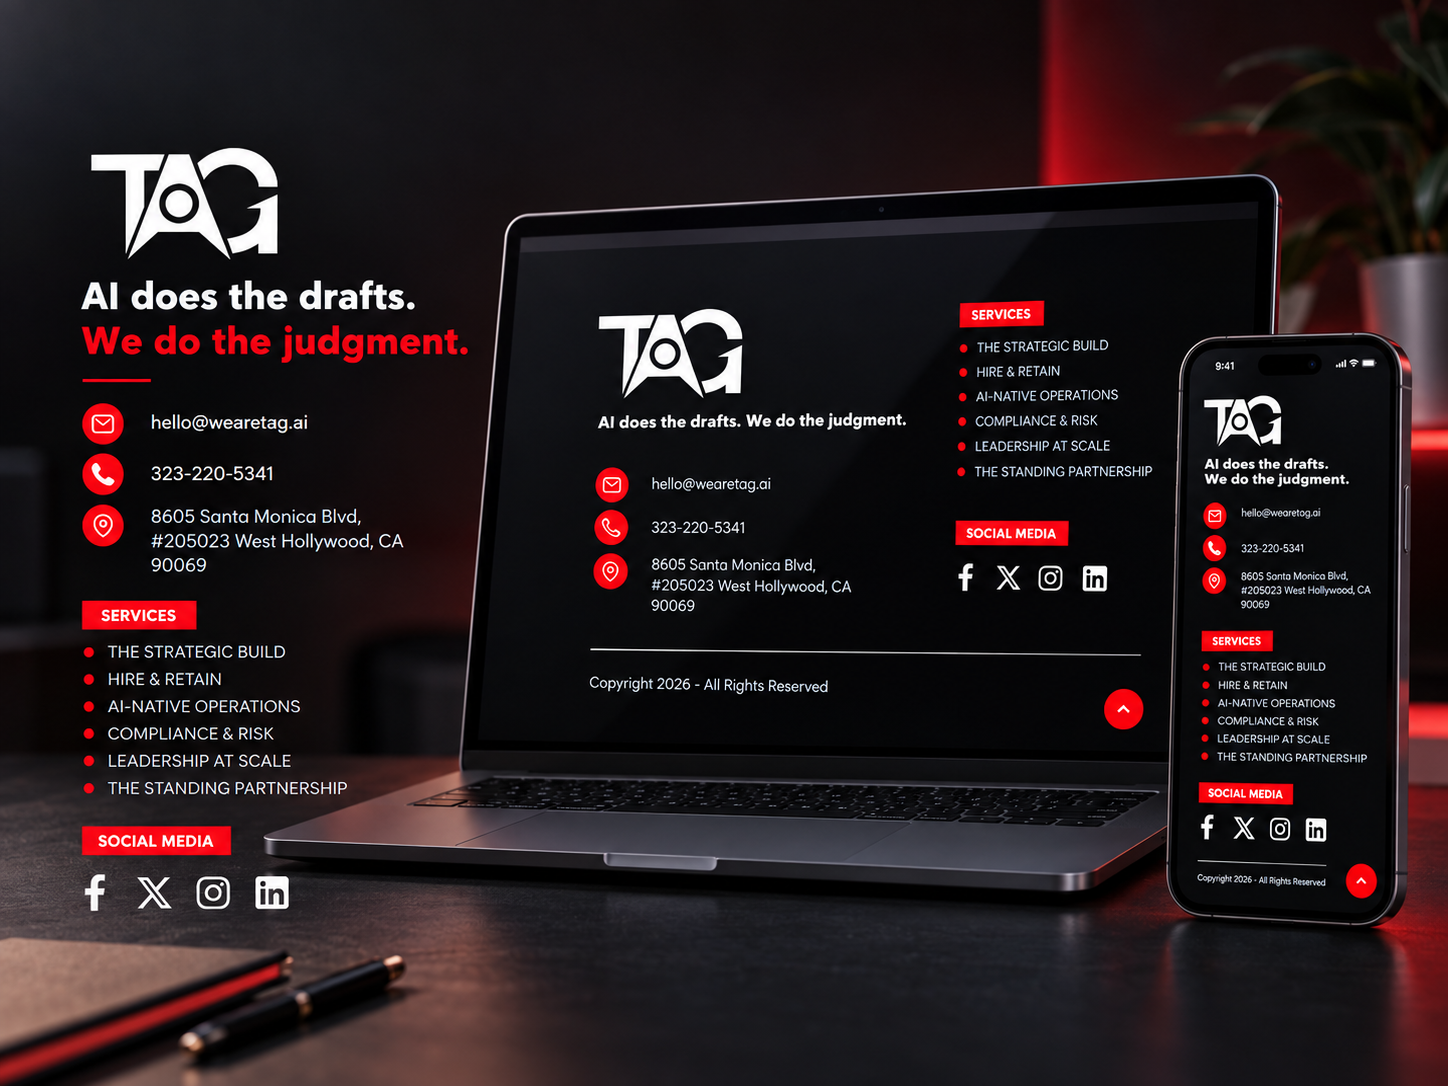 TAG
AI does the drafts.
We do the judgment.
hello@wearetag.ai
323-220-5341
8605 Santa Monica Blvd,
#205023 West Hollywood, CA
90069
SERVICES
THE STRATEGIC BUILD
HIRE & RETAIN
AI-NATIVE OPERATIONS
COMPLIANCE & RISK
LEADERSHIP AT SCALE
THE STANDING PARTNERSHIP
SOCIAL MEDIA
TAG
AI does the drafts. We do the judgment.
hello@wearetag.ai
323-220-5341
8605 Santa Monica Blvd,
#205023 West Hollywood, CA
90069
SERVICES
THE STRATEGIC BUILD
HIRE & RETAIN
AI-NATIVE OPERATIONS
COMPLIANCE & RISK
LEADERSHIP AT SCALE
THE STANDING PARTNERSHIP
SOCIAL MEDIA
Copyright 2026 - All Rights Reserved
9:41
TAG
AI does the drafts.
We do the judgment.
hello@wearetag.ai
323-220-5341
8605 Santa Monica Blvd,
#205023 West Hollywood, CA
90069
SERVICES
THE STRATEGIC BUILD
HIRE & RETAIN
AI-NATIVE OPERATIONS
COMPLIANCE & RISK
LEADERSHIP AT SCALE
THE STANDING PARTNERSHIP
SOCIAL MEDIA
Copyright 2026 - All Rights Reserved